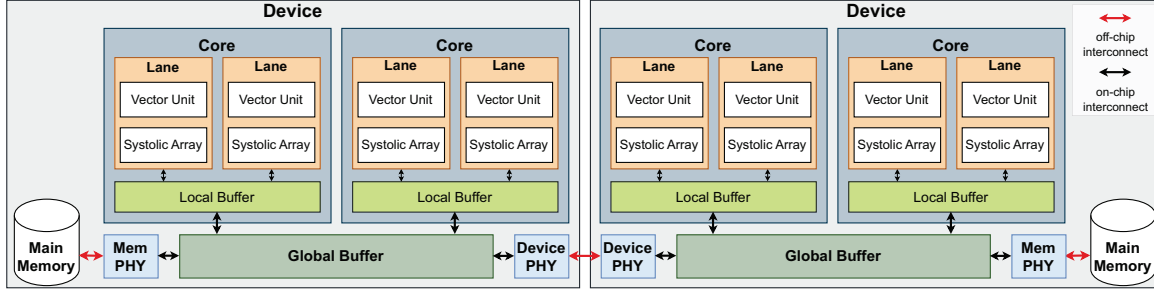 Device
Device
Core
Core
Core
Core
off-chip
interconnect
on-chip
interconnect
Lane
Lane
Lane
Lane
Lane
Lane
Lane
Lane
Vector Unit
Vector Unit
Vector Unit
Vector Unit
Vector Unit
Vector Unit
Vector Unit
Vector Unit
Systolic Array
Systolic Array
Systolic Array
Systolic Array
Systolic Array
Systolic Array
Systolic Array
Systolic Array
Local Buffer
Local Buffer
Local Buffer
Local Buffer
Main
Memory
Mem
PHY
Global Buffer
Device
PHY
Device
PHY
Global Buffer
Mem
PHY
Main
Memory